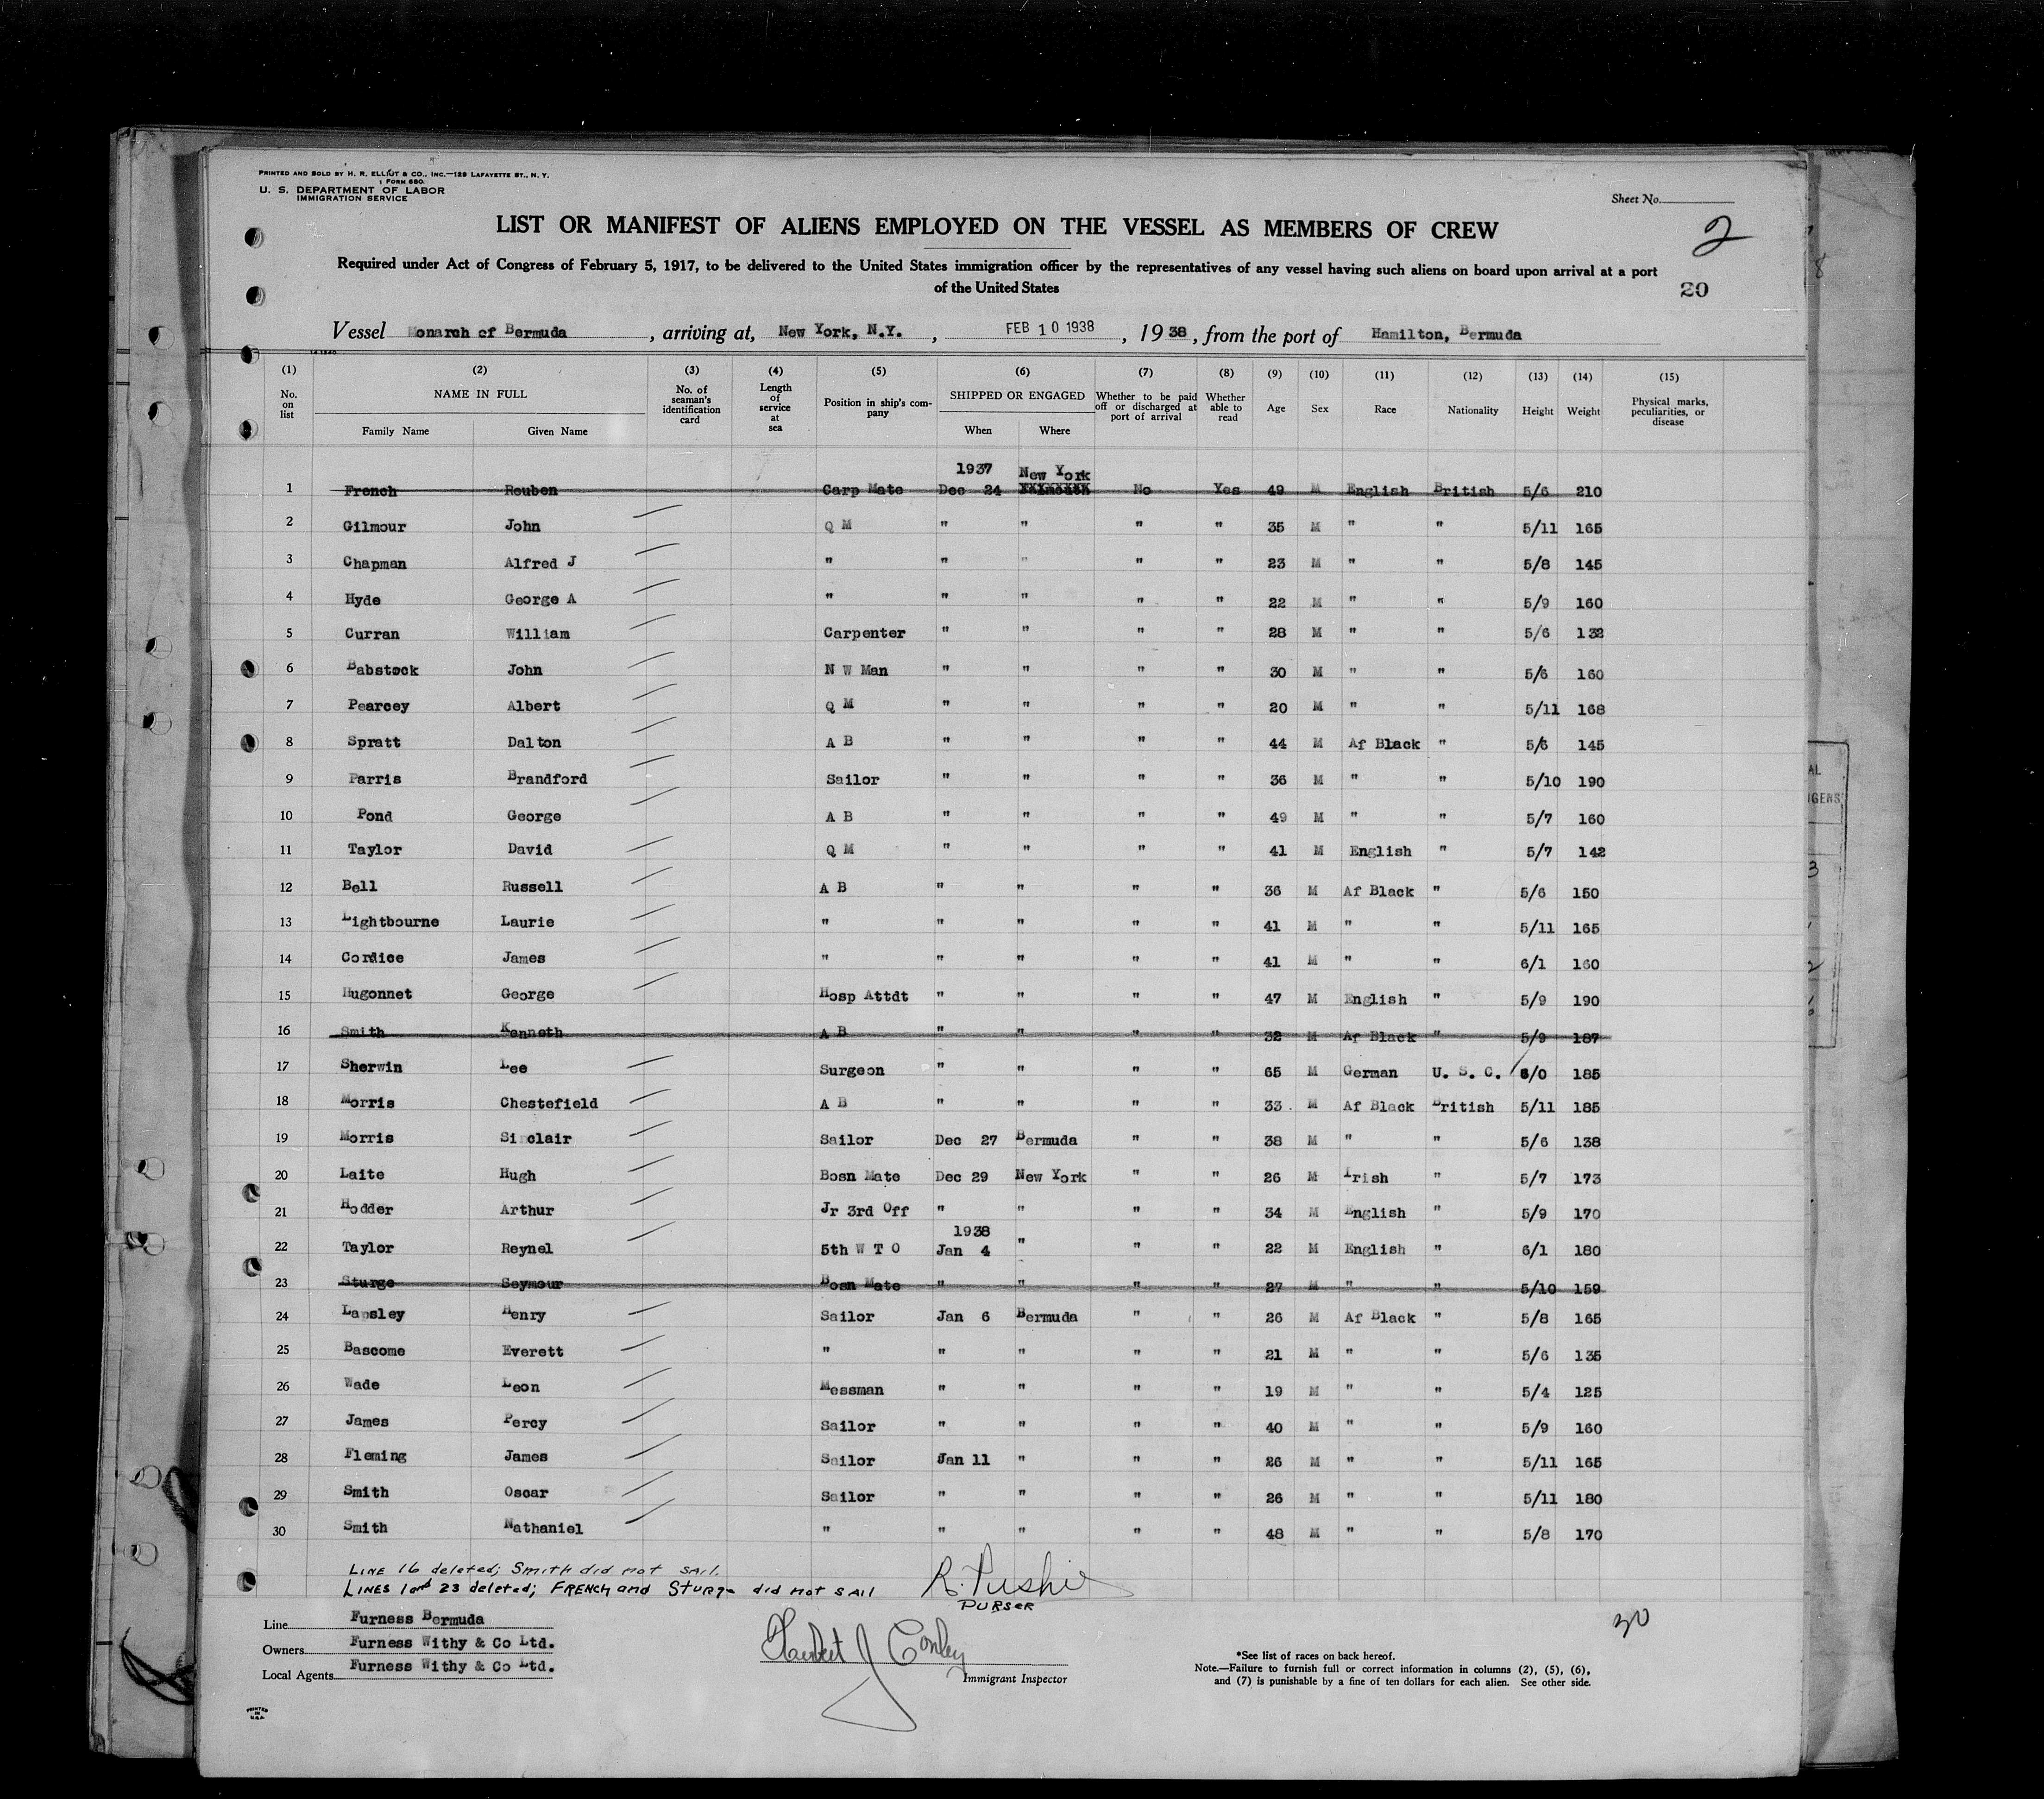 PRINTED AND SOLD BY H. R. ELLIOT & CO., INC.—129 LAFAYETTE ST., N. Y.
FORM 680.
U. S. DEPARTMENT OF LABOR
IMMIGRATION SERVICE
Sheet No.
LIST OR MANIFEST OF ALIENS EMPLOYED ON THE VESSEL AS MEMBERS OF CREW
2
Required under Act of Congress of February 5, 1917, to be delivered to the United States immigration officer by the representatives of any vessel having such aliens on board upon arrival at a port
of the United States
20
Vessel Monarch of Bermuda, arriving at, New York, N.Y., FEB 10 1938, 1938, from the port of Hamilton, Bermuda
(1) (2) (3) (4) (5) (6) (7) (8) (9) (10) (11) (12) (13) (14) (15)
No. on list NAME IN FULL No. of seaman's identification card Length of service at sea Position in ship's company SHIPPED OR ENGAGED Whether to be paid off or discharged at port of arrival Whether able to read Age Sex Race Nationality Height Weight Physical marks, peculiarities, or disease
Family Name Given Name When Where
1937 New York
1 French Reuben Carp Mate Dec 24 No Yes 49 M English British 5/6 210
2 Gilmour John Q M " " " " 35 M " " 5/11 165
3 Chapman Alfred J " " " " " 23 M " " 5/8 145
4 Hyde George A " " " " " 22 M " " 5/9 160
5 Curran William Carpenter " " " " 28 M " " 5/6 132
6 Babstock John N W Man " " " " 30 M " " 5/6 160
7 Pearcey Albert Q M " " " " 20 M " " 5/11 168
8 Spratt Dalton A B " " " " 44 M Af Black " 5/6 145
9 Parris Brandford Sailor " " " " 36 M " " 5/10 190
10 Pond George A B " " " " 49 M " " 5/7 160
11 Taylor David Q M " " " " 41 M English " 5/7 142
12 Bell Russell A B " " " " 36 M Af Black " 5/6 150
13 Lightbourne Laurie " " " " " 41 M " " 5/11 165
14 Cordice James " " " " " 41 M " " 6/1 160
15 Hugonnet George Hosp Attdt " " " " 47 M English " 5/9 190
16 Smith Kenneth A B " " " " 32 M Af Black " 5/9 187
17 Sherwin Lee Surgeon " " " " 65 M German U. S. C. 6/0 185
18 Morris Chestefield A B " " " " 33 M Af Black British 5/11 185
19 Morris Sinclair Sailor Dec 27 Bermuda " " 38 M " " 5/6 138
20 Laite Hugh Bosn Mate Dec 29 New York " " 26 M Irish " 5/7 173
21 Hodder Arthur Jr 3rd Off " " " " 34 M English " 5/9 170
1938
22 Taylor Reynel 5th W T O Jan 4 " " " 22 M English " 6/1 180
23 Sturge Seymour Bosn Mate " " " " 27 M " " 5/10 159
24 Lapsley Henry Sailor Jan 6 Bermuda " " 26 M Af Black " 5/8 165
25 Bascome Everett " " " " " 21 M " " 5/6 135
26 Wade Leon Messman " " " " 19 M " " 5/4 125
27 James Percy Sailor " " " " 40 M " " 5/9 160
28 Fleming James Sailor Jan 11 " " " 26 M " " 5/11 165
29 Smith Oscar Sailor " " " " 26 M " " 5/11 180
30 Smith Nathaniel " " " " " 48 M " " 5/8 170
LINE 16 deleted; Smith did not sail.
LINES 1 and 23 deleted; FRENCH and STURGE did not sail
R. Pushie
PURSER
Line Furness Bermuda
Owners Furness Withy & Co Ltd.
Local Agents Furness Withy & Co Ltd.
Herbert J Conley
Immigrant Inspector
30
*See list of races on back hereof.
Note.—Failure to furnish full or correct information in columns (2), (5), (6),
and (7) is punishable by a fine of ten dollars for each alien. See other side.
PRINTED
IN
U.S.A.